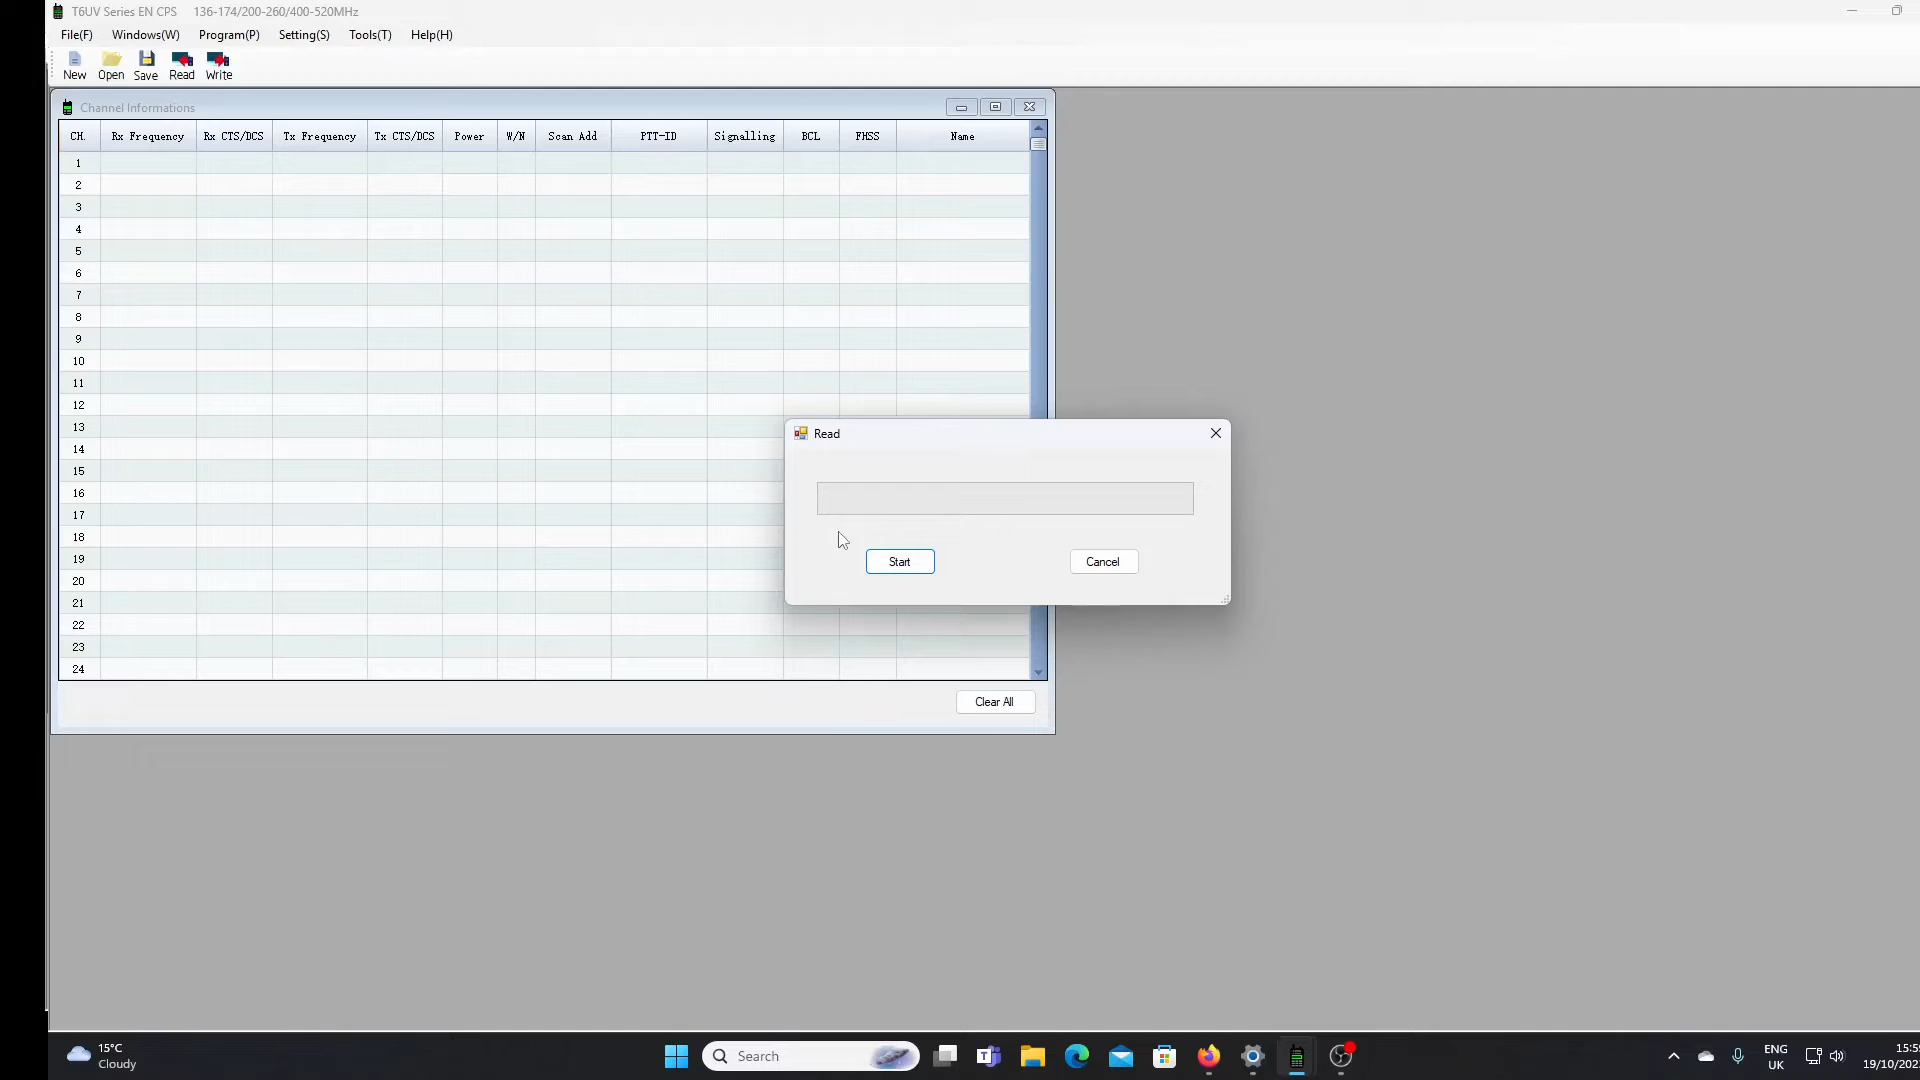 T6UV Series EN CPS 136-174/200-260/400-520MHz
File(F) Windows(W) Program(P) Setting(S) Tools(T) Help(H)
New Open Save Read Write
Channel Informations
CH. Rx Frequency Rx CTS/DCS Tx Frequency Tx CTS/DCS Power W/N Scan Add PTT-ID Signalling BCL FHSS Name
1
2
3
4
5
6
7
8
9
10
11
12
13
14
15
16
17
18
19
20
21
22
23
24
Read
Start Cancel
Clear All
15°C
Cloudy
Search
ENG
UK